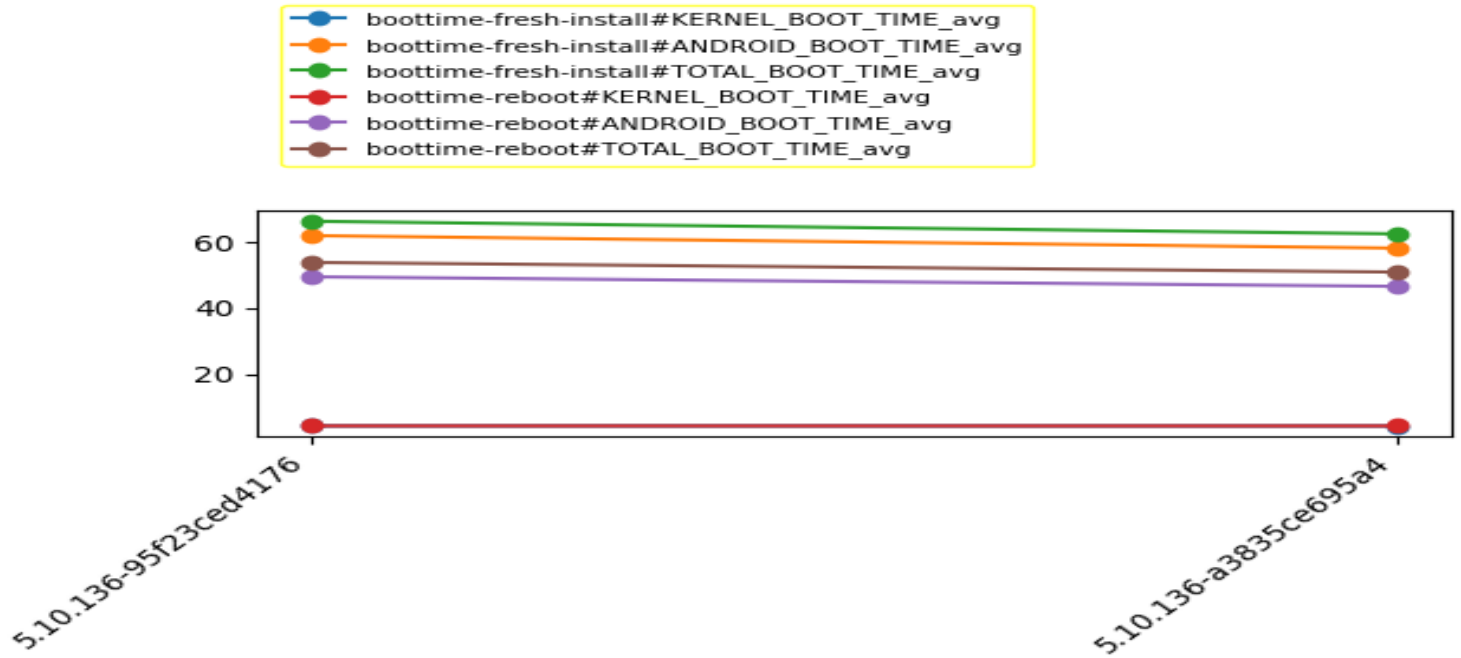 boottime-fresh-install#KERNEL_BOOT_TIME_avg
boottime-fresh-install#ANDROID_BOOT_TIME_avg
boottime-fresh-install#TOTAL_BOOT_TIME_avg
boottime-reboot#KERNEL_BOOT_TIME_avg
boottime-reboot#ANDROID_BOOT_TIME_avg
boottime-reboot#TOTAL_BOOT_TIME_avg
60
40
20
5.10.136-95f23ced4176
5.10.136-a3835ce695a4